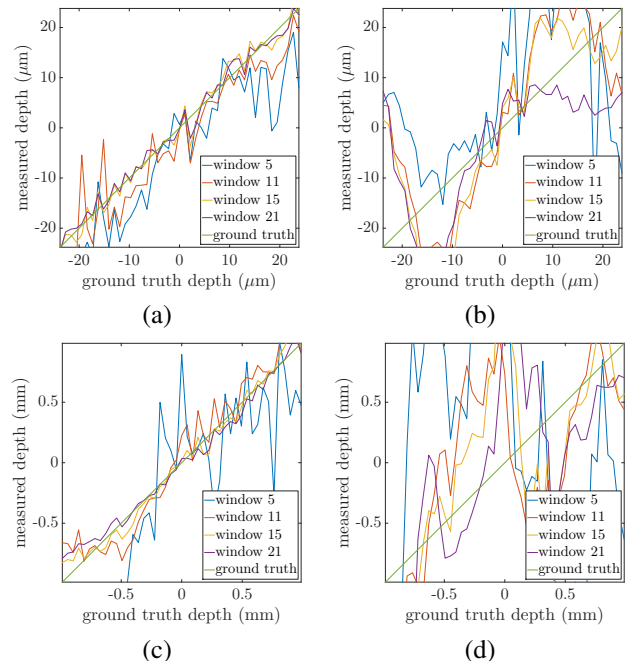 20
10
0
-10
-20
measured depth (μm)
window 5
window 11
window 15
window 21
ground truth
-20 -10 0 10 20
ground truth depth (μm)
(a)
20
10
0
-10
-20
measured depth (μm)
window 5
window 11
window 15
window 21
ground truth
-20 -10 0 10 20
ground truth depth (μm)
(b)
0.5
0
-0.5
measured depth (mm)
window 5
window 11
window 15
window 21
ground truth
-0.5 0 0.5
ground truth depth (mm)
(c)
0.5
0
-0.5
measured depth (mm)
window 5
window 11
window 15
window 21
ground truth
-0.5 0 0.5
ground truth depth (mm)
(d)